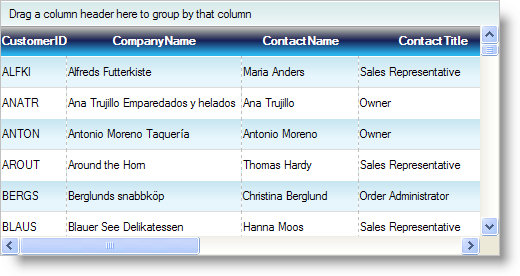 Drag a column header here to group by that column
CustomerID CompanyName ContactName ContactTitle
ALFKI Alfreds Futterkiste Maria Anders Sales Representative
ANATR Ana Trujillo Emparedados y helados Ana Trujillo Owner
ANTON Antonio Moreno Taquería Antonio Moreno Owner
AROUT Around the Horn Thomas Hardy Sales Representative
BERGS Berglunds snabbköp Christina Berglund Order Administrator
BLAUS Blauer See Delikatessen Hanna Moos Sales Representative